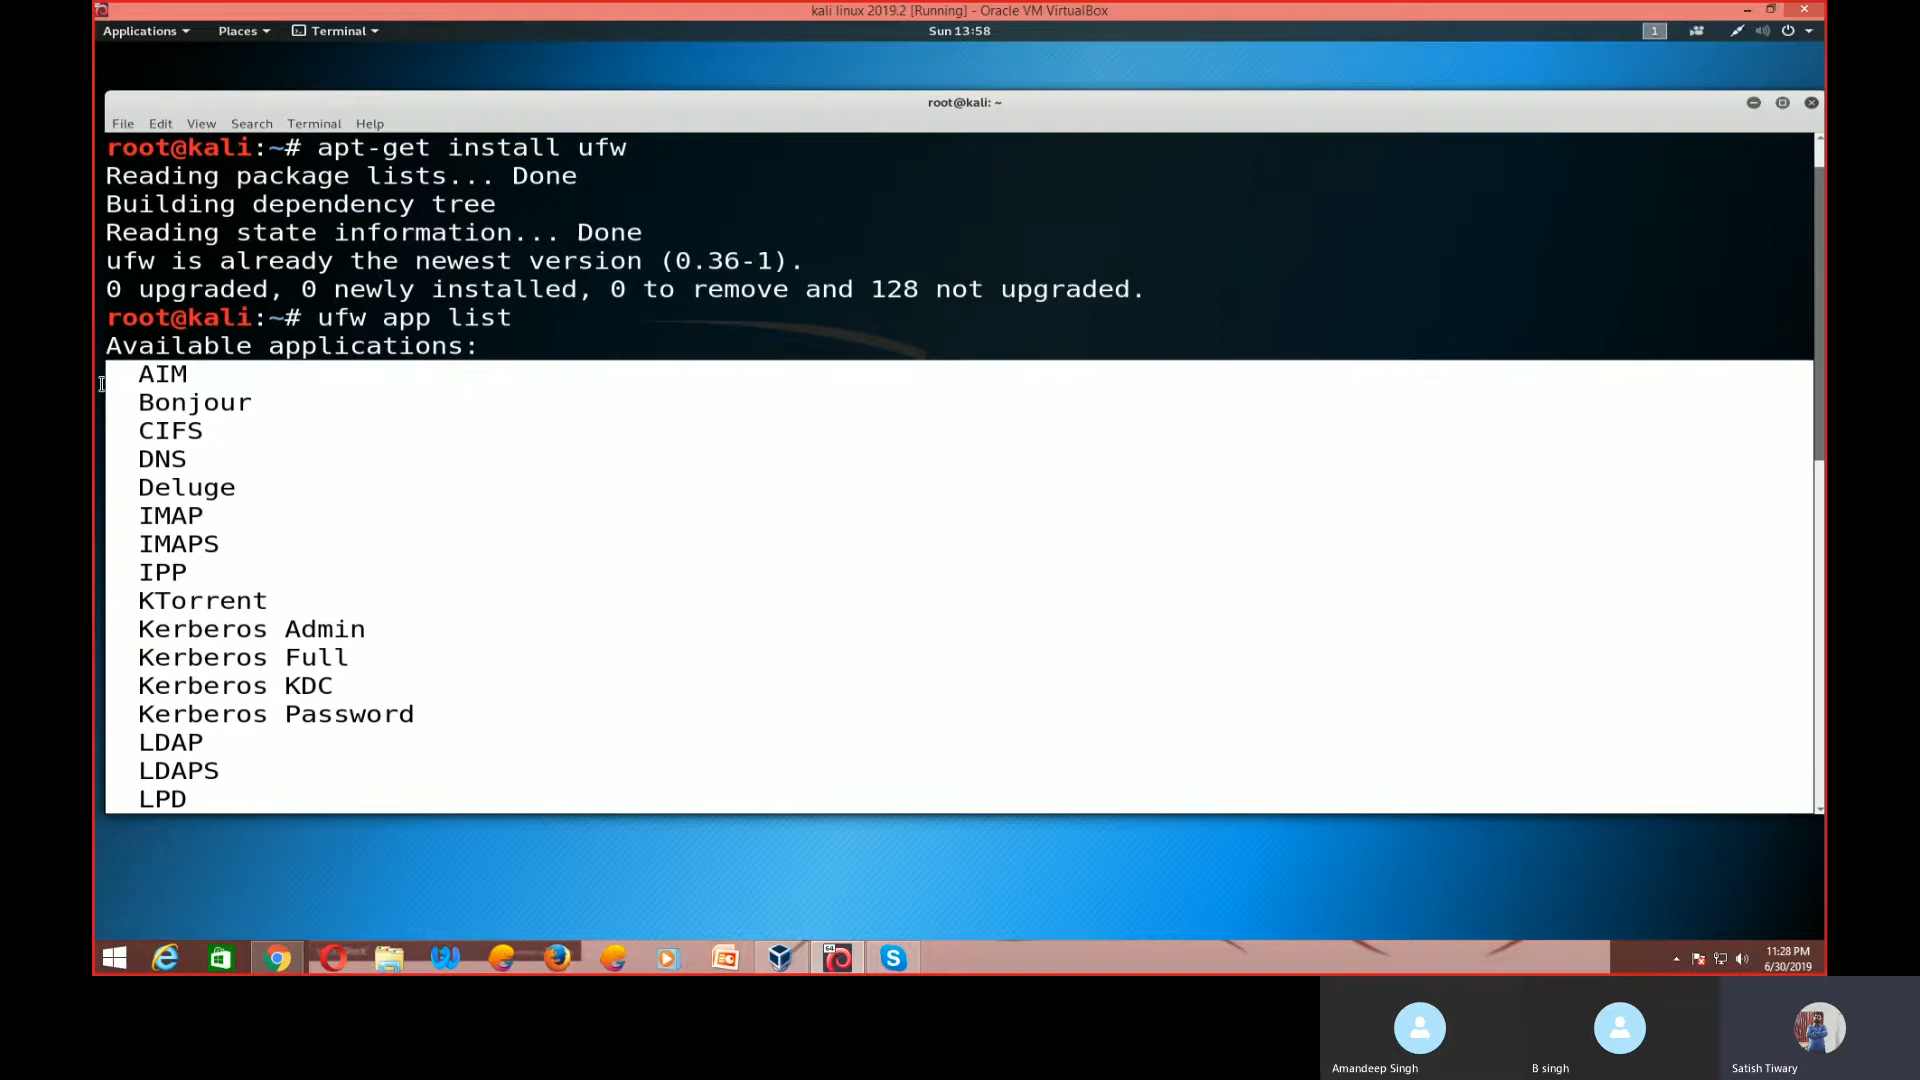 kali linux 2019.2 [Running] - Oracle VM VirtualBox
Applications Places Terminal Sun 13:58 1
root@kali: ~
File Edit View Search Terminal Help
root@kali:~# apt-get install ufw
Reading package lists... Done
Building dependency tree
Reading state information... Done
ufw is already the newest version (0.36-1).
0 upgraded, 0 newly installed, 0 to remove and 128 not upgraded.
root@kali:~# ufw app list
Available applications:
AIM
Bonjour
CIFS
DNS
Deluge
IMAP
IMAPS
IPP
KTorrent
Kerberos Admin
Kerberos Full
Kerberos KDC
Kerberos Password
LDAP
LDAPS
LPD
64
11:28 PM
6/30/2019
Amandeep Singh B singh Satish Tiwary